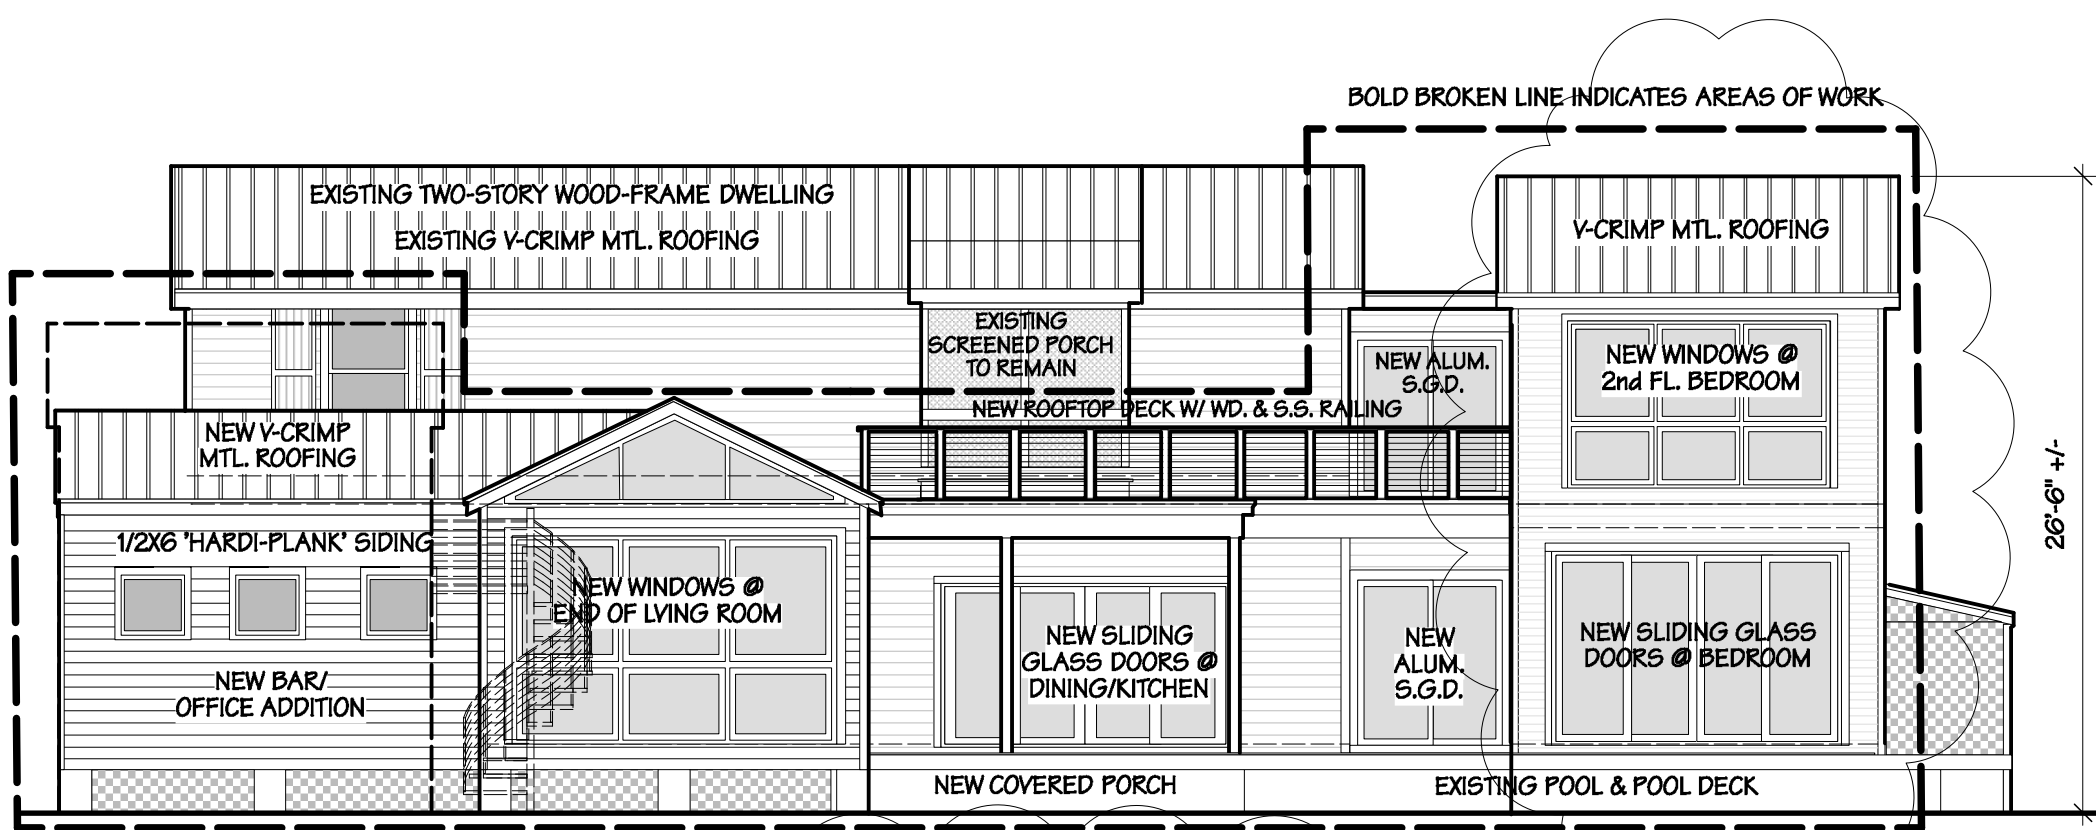 BOLD BROKEN LINE INDICATES AREAS OF WORK
EXISTING TWO-STORY WOOD-FRAME DWELLING
EXISTING V-CRIMP MTL. ROOFING
V-CRIMP MTL. ROOFING
EXISTING
SCREENED PORCH
TO REMAIN
NEW ALUM.
S.G.D.
NEW WINDOWS @
2nd FL. BEDROOM
NEW ROOFTOP DECK W/ WD. & S.S. RAILING
NEW V-CRIMP
MTL. ROOFING
26'-6" +/-
1/2X6 'HARDI-PLANK' SIDING
NEW WINDOWS @
END OF LVING ROOM
NEW SLIDING
GLASS DOORS @
DINING/KITCHEN
NEW
ALUM.
S.G.D.
NEW SLIDING GLASS
DOORS @ BEDROOM
NEW BAR/
OFFICE ADDITION
NEW COVERED PORCH
EXISTING POOL & POOL DECK